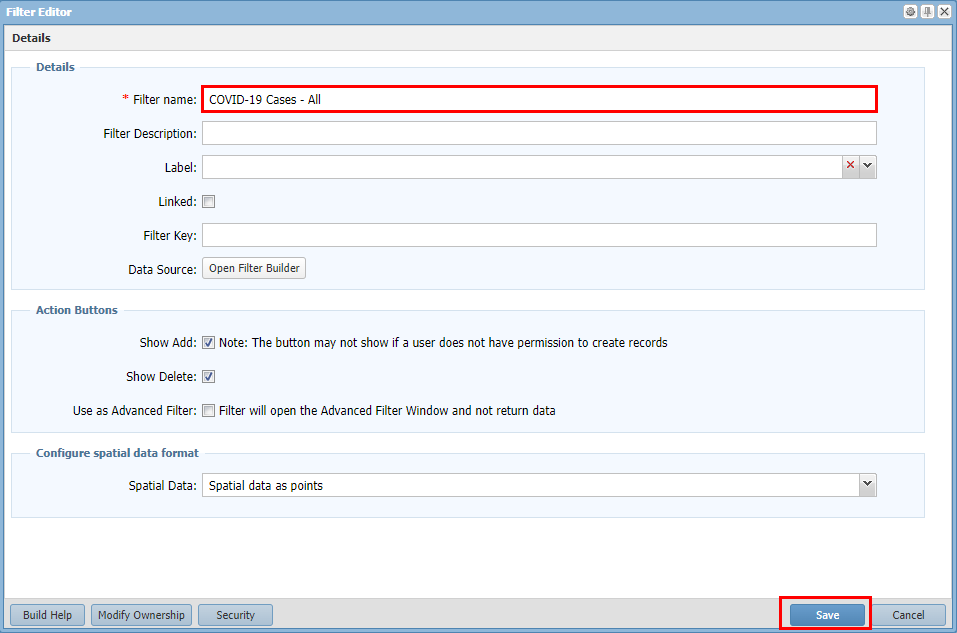 Filter Editor
Details
Details
* Filter name: COVID-19 Cases - All
Filter Description:
Label:
Linked:
Filter Key:
Data Source: Open Filter Builder
Action Buttons
Show Add: Note: The button may not show if a user does not have permission to create records
Show Delete:
Use as Advanced Filter: Filter will open the Advanced Filter Window and not return data
Configure spatial data format
Spatial Data: Spatial data as points
Build Help Modify Ownership Security Save Cancel